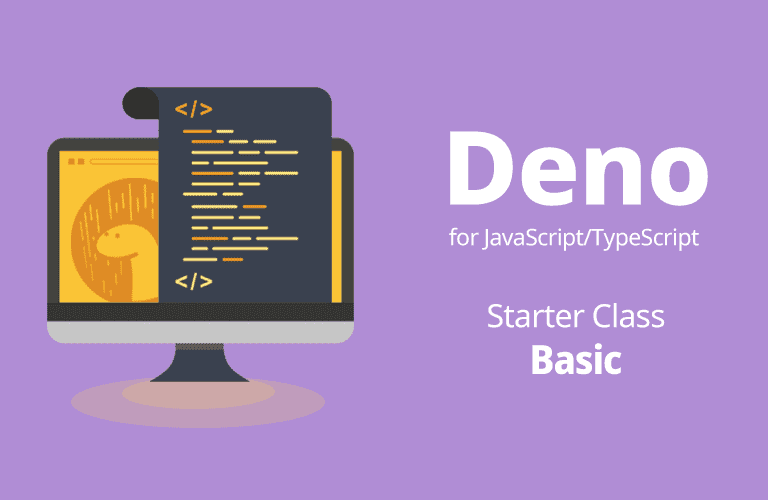 </>
</>
Deno
for JavaScript/TypeScript
Starter Class
Basic